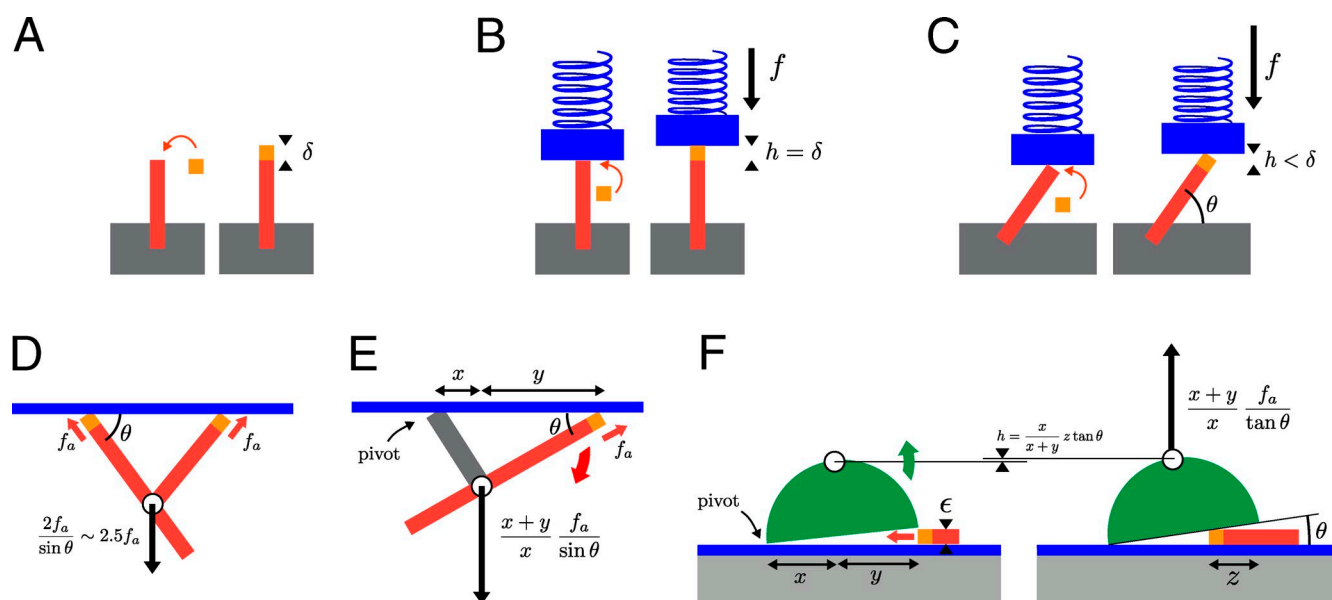 A
δ
B
f
h = δ
C
f
h < δ
θ
D
f_a
θ
f_a
2f_a / sin θ ∼ 2.5f_a
E
x
y
θ
f_a
pivot
x + y / x f_a / sin θ
F
x + y / x f_a / tan θ
h = x / x + y z tan θ
pivot
ϵ
x
y
z
θ